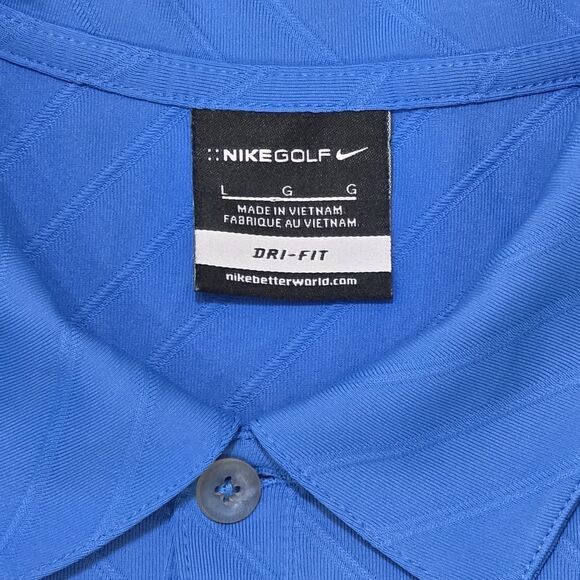 ::NIKEGOLF
L G G
MADE IN VIETNAM
FABRIQUE AU VIETNAM
DRI-FIT
nikebetterworld.com